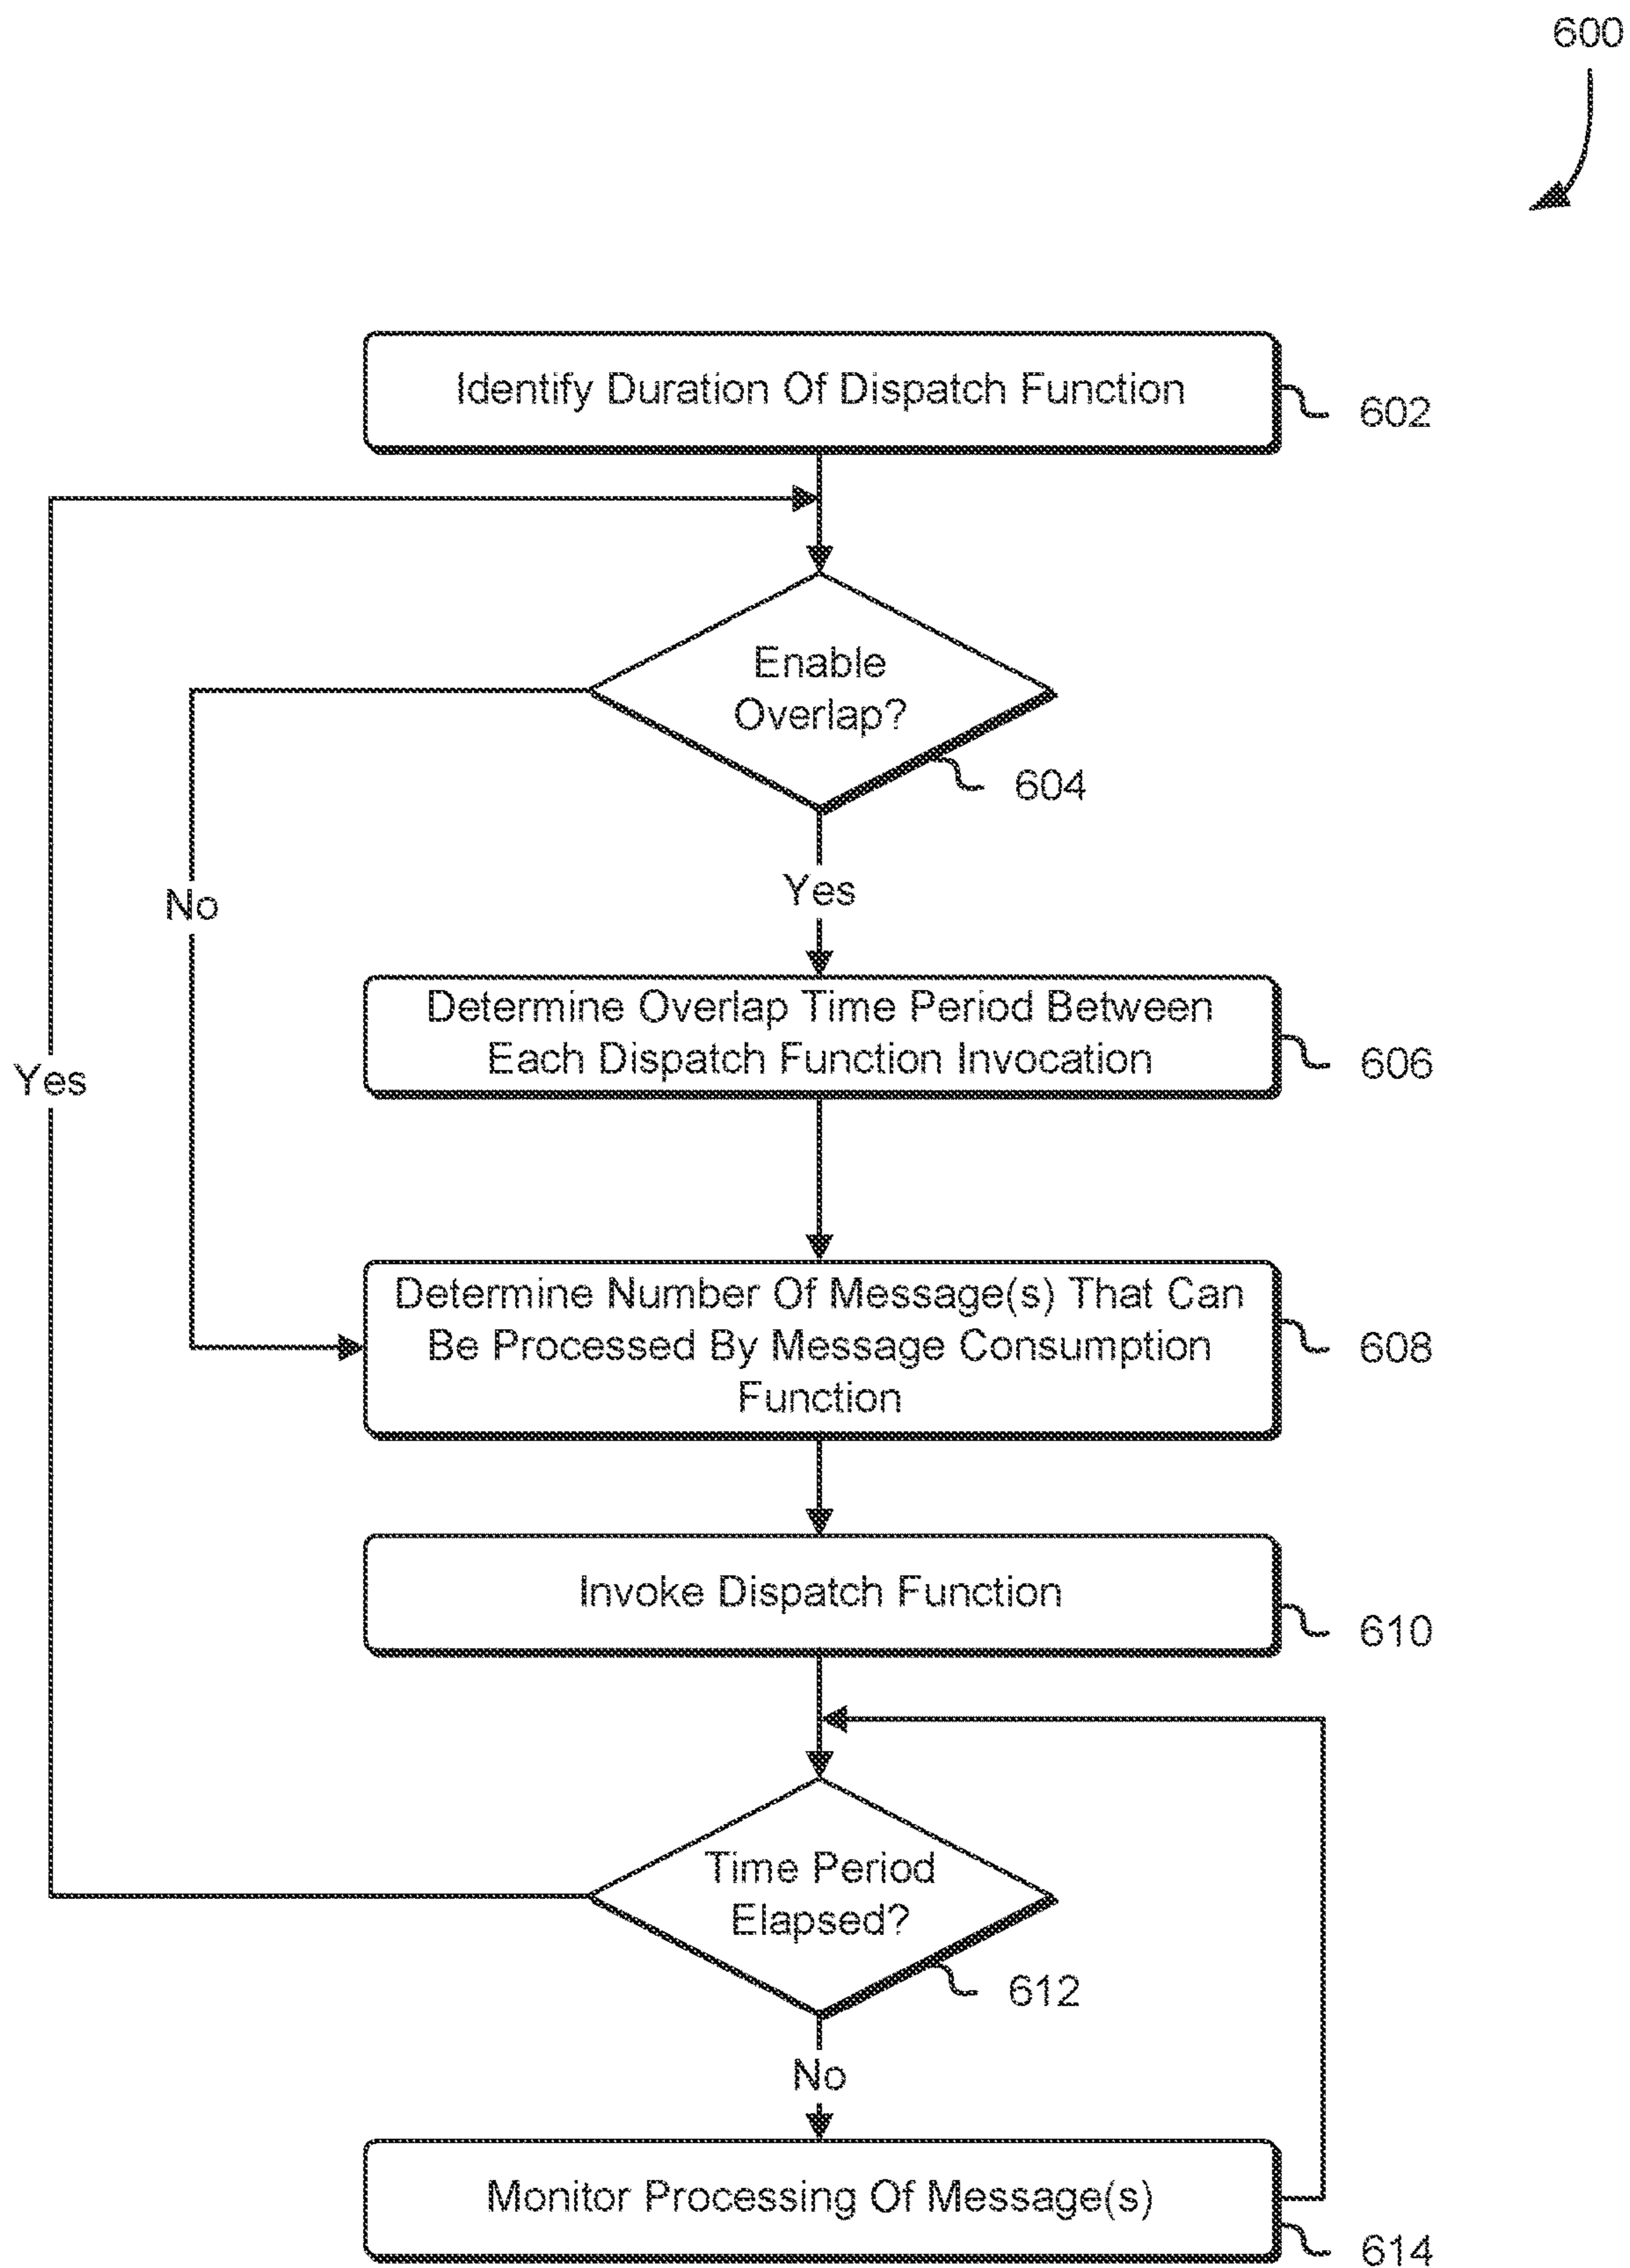 600
Identify Duration Of Dispatch Function
602
Enable
Overlap?
604
Yes
No
Determine Overlap Time Period Between
Each Dispatch Function Invocation
606
Yes
Determine Number Of Message(s) That Can
Be Processed By Message Consumption
Function
608
Invoke Dispatch Function
610
Time Period
Elapsed?
612
No
Monitor Processing Of Message(s)
614